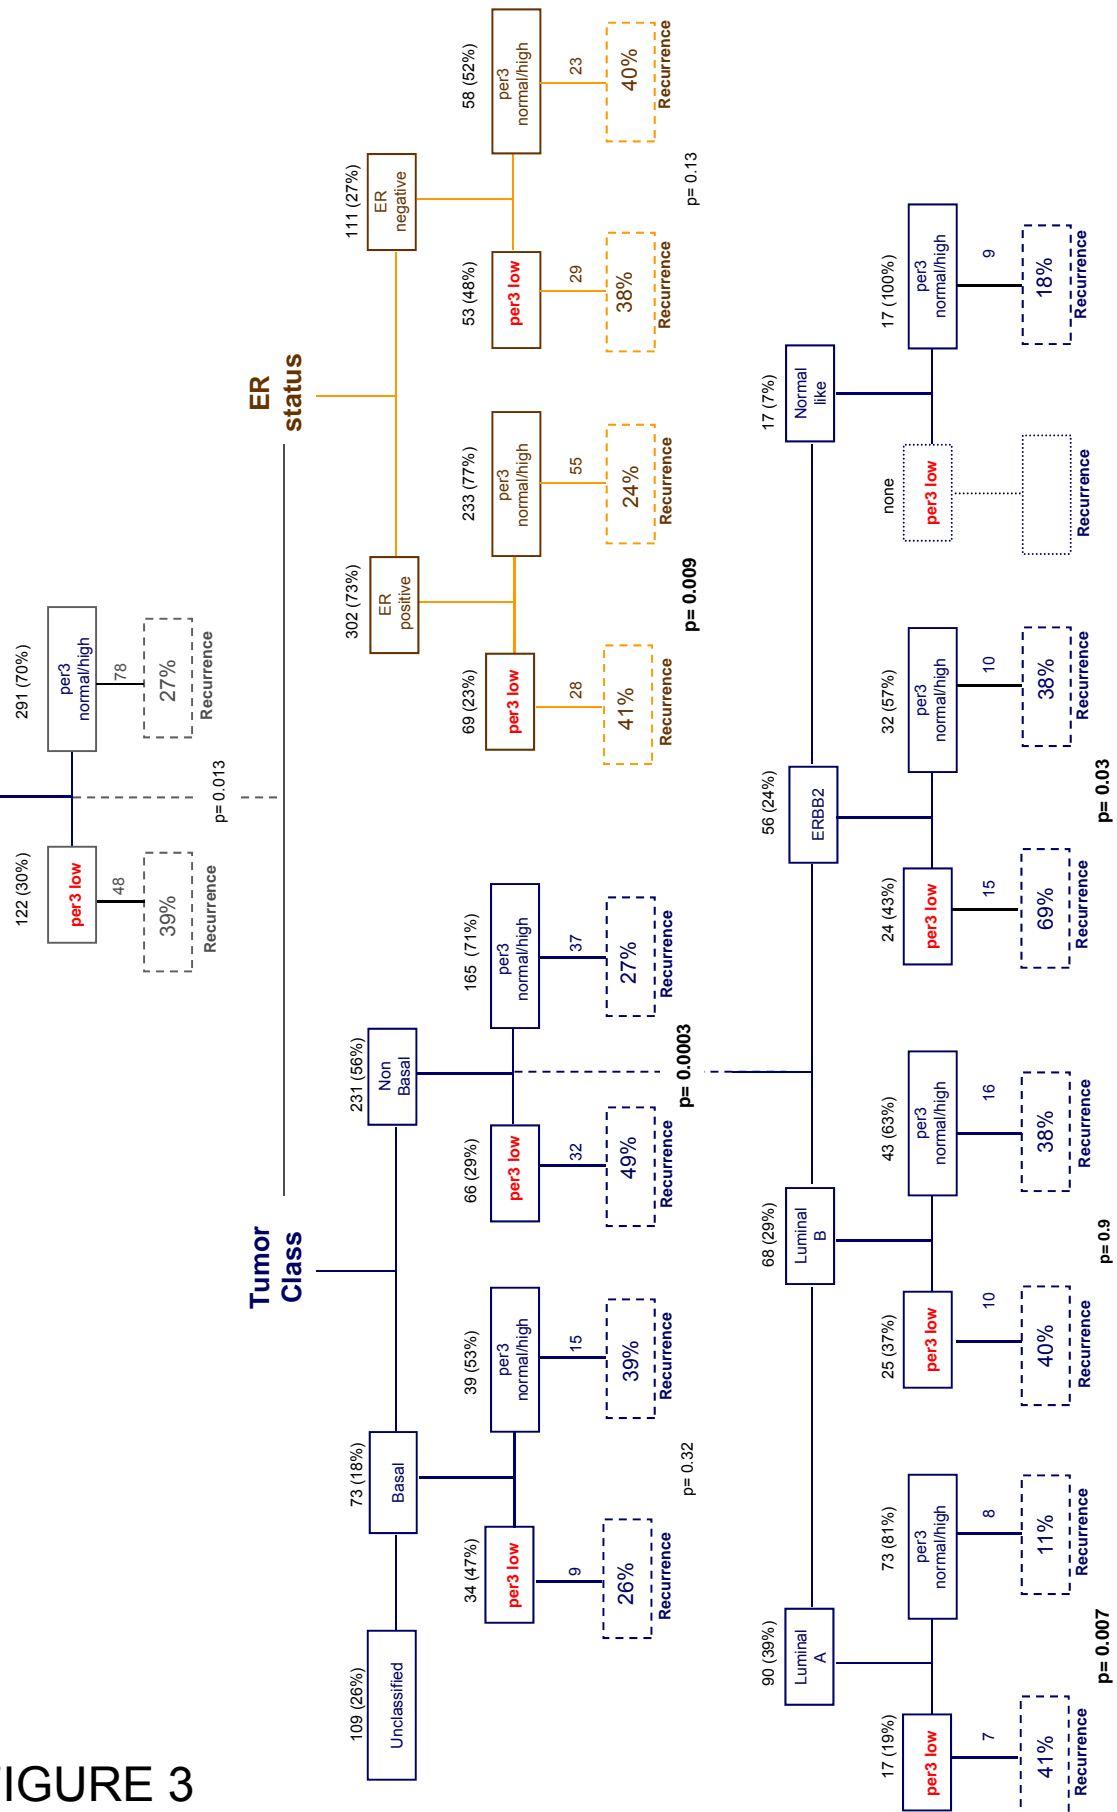 IGURE 3
122 (30%)
per3 low
48
39%
Recurrence
291 (70%)
per3
normal/high
78
27%
Recurrence
p= 0.013
Tumor
Class
ER
status
109 (26%)
Unclassified
73 (18%)
Basal
34 (47%)
per3 low
9
26%
Recurrence
39 (53%)
per3
normal/high
15
39%
Recurrence
p= 0.32
231 (56%)
Non
Basal
66 (29%)
per3 low
32
49%
Recurrence
165 (71%)
per3
normal/high
37
27%
Recurrence
p= 0.0003
302 (73%)
ER
positive
69 (23%)
per3 low
28
41%
Recurrence
233 (77%)
per3
normal/high
55
24%
Recurrence
p= 0.009
111 (27%)
ER
negative
53 (48%)
per3 low
29
38%
Recurrence
58 (52%)
per3
normal/high
23
40%
Recurrence
p= 0.13
90 (39%)
Luminal
A
17 (19%)
per3 low
7
41%
73 (81%)
per3
normal/high
8
11%
Recurrence
p= 0.007
68 (29%)
Luminal
B
25 (37%)
per3 low
10
40%
Recurrence
43 (63%)
per3
normal/high
16
38%
Recurrence
p= 0.9
56 (24%)
ERBB2
24 (43%)
per3 low
15
69%
Recurrence
32 (57%)
per3
normal/high
10
38%
Recurrence
p= 0.03
17 (7%)
Normal
like
none
per3 low
Recurrence
17 (100%)
per3
normal/high
9
18%
Recurrence